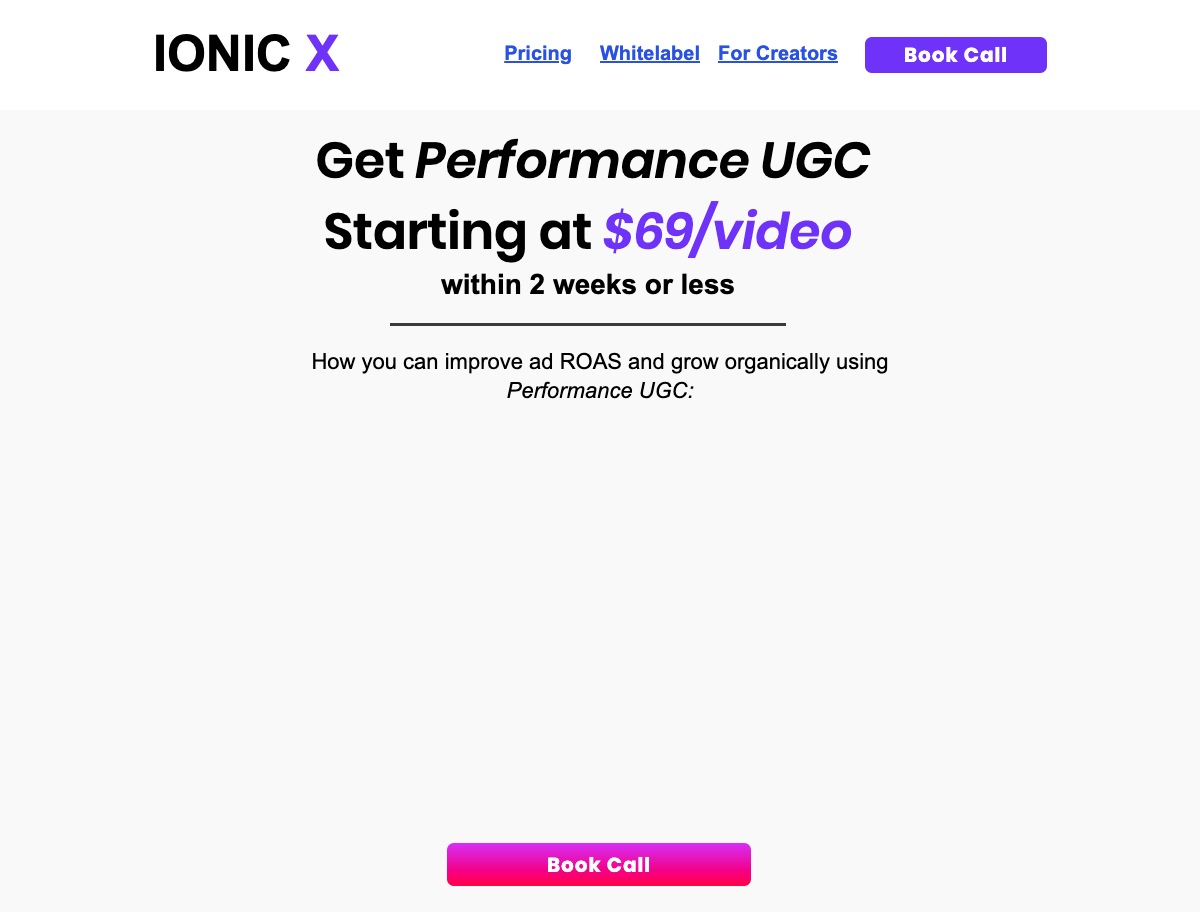 IONIC X
Pricing
Whitelabel
For Creators
Book Call
Get Performance UGC
Starting at $69/video
within 2 weeks or less
How you can improve ad ROAS and grow organically using
Performance UGC:
Book Call